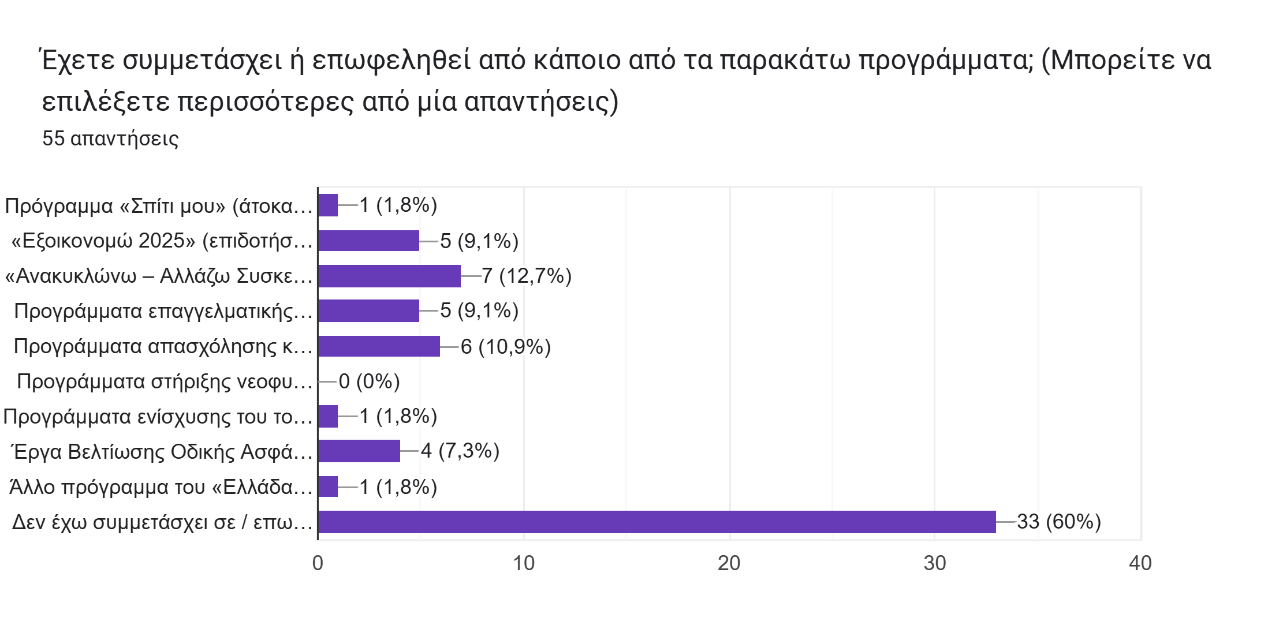 Έχετε συμμετάσχει ή επωφεληθεί από κάποιο από τα παρακάτω προγράμματα; (Μπορείτε να
επιλέξετε περισσότερες από μία απαντήσεις)
55 απαντήσεις
Πρόγραμμα «Σπίτι μου» (άτοκα… 1 (1,8%)
«Εξοικονομώ 2025» (επιδοτήσ… 5 (9,1%)
«Ανακυκλώνω – Αλλάζω Συσκε… 7 (12,7%)
Προγράμματα επαγγελματικής… 5 (9,1%)
Προγράμματα απασχόλησης κ… 6 (10,9%)
Προγράμματα στήριξης νεοφυ… 0 (0%)
Προγράμματα ενίσχυσης του το… 1 (1,8%)
Έργα Βελτίωσης Οδικής Ασφά… 4 (7,3%)
Άλλο πρόγραμμα του «Ελλάδα… 1 (1,8%)
Δεν έχω συμμετάσχει σε / επω… 33 (60%)
0 10 20 30 40